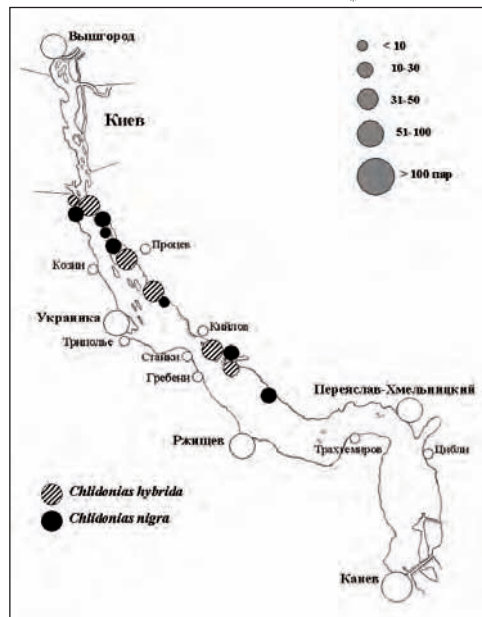 Вышгород
Киев
< 10
10-30
31-50
51-100
> 100 пар
Процев
Козин
Украинка
Триполье
Кийлов
Стайки
Гребени
Переяслав-Хмельницкий
Ржищев
Трахтемиров
Цибли
Канев
Chlidonias hybrida
Chlidonias nigra